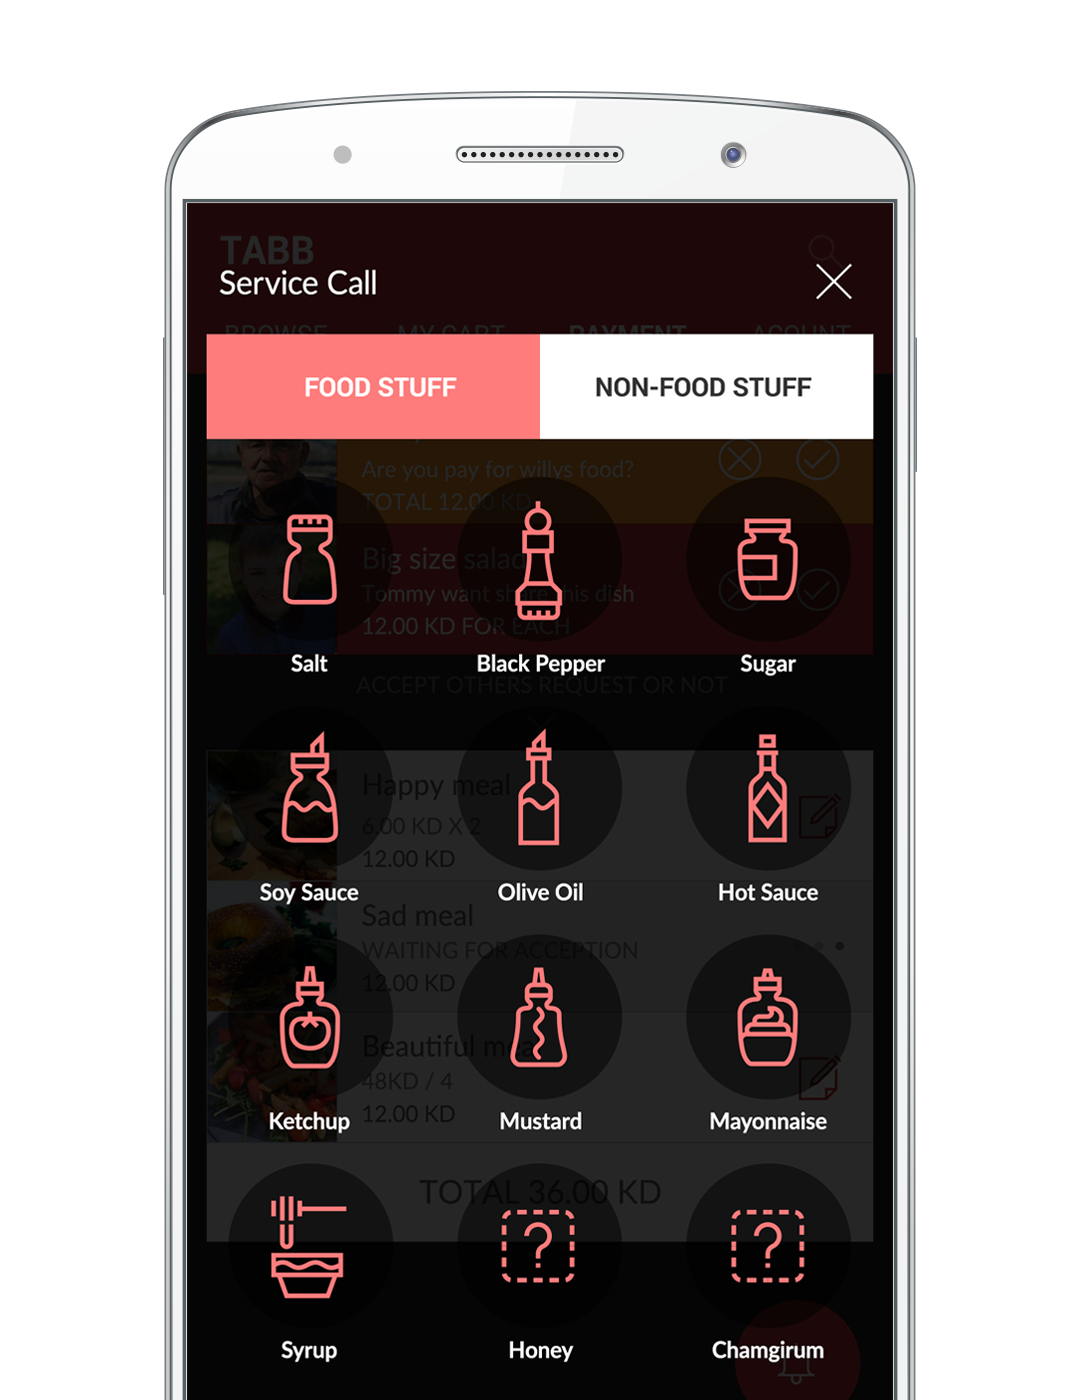 TABB
Service Call
BROWSE MY CART PAYMENT ACOUNT
FOOD STUFF NON-FOOD STUFF
Are you pay for willys food?
TOTAL 12.00 KD
Big size salad
Tommy want share this dish
12.00 KD FOR EACH
Salt Black Pepper Sugar
ACCEPT OTHERS REQUEST OR NOT
Happy meal
6.00 KD X 2
12.00 KD
Soy Sauce Olive Oil Hot Sauce
Sad meal
WAITING FOR ACCEPTION
12.00 KD
Beautiful meal
48KD / 4
12.00 KD
Ketchup Mustard Mayonnaise
TOTAL 36.00 KD
? ?
Syrup Honey Chamgirum